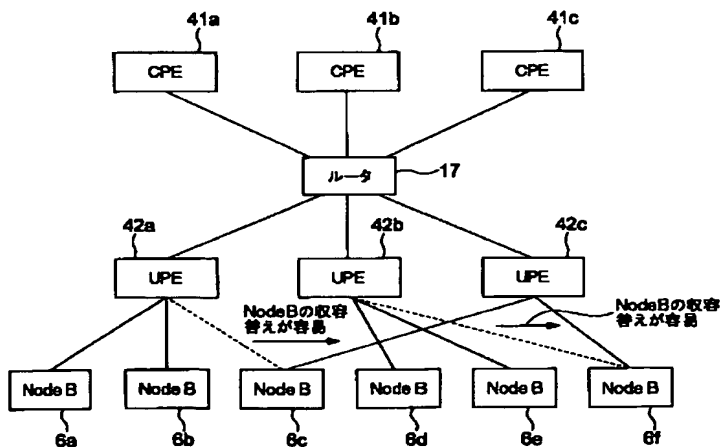 41a
41b
41c
CPE
CPE
CPE
ルータ
17
42a
42b
42c
UPE
UPE
UPE
NodeBの収容
替えが容易
NodeBの収容
替えが容易
Node B
Node B
Node B
Node B
Node B
Node B
6a
6b
6c
6d
6e
6f